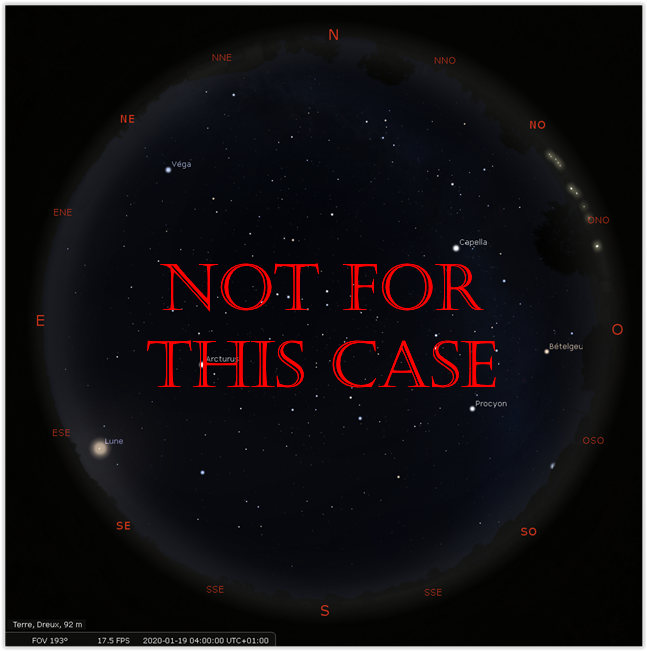 N
NNE
NNO
NE
NO
Véga
ENE
ONO
Capella
NOT FOR
E
O
THIS CASE
Bételgeu
Arcturus
Procyon
ESE
OSO
Lune
SE
SO
SSE
SSE
S
Terre, Dreux, 92 m
FOV 193° 17.5 FPS 2020-01-19 04:00:00 UTC+01:00